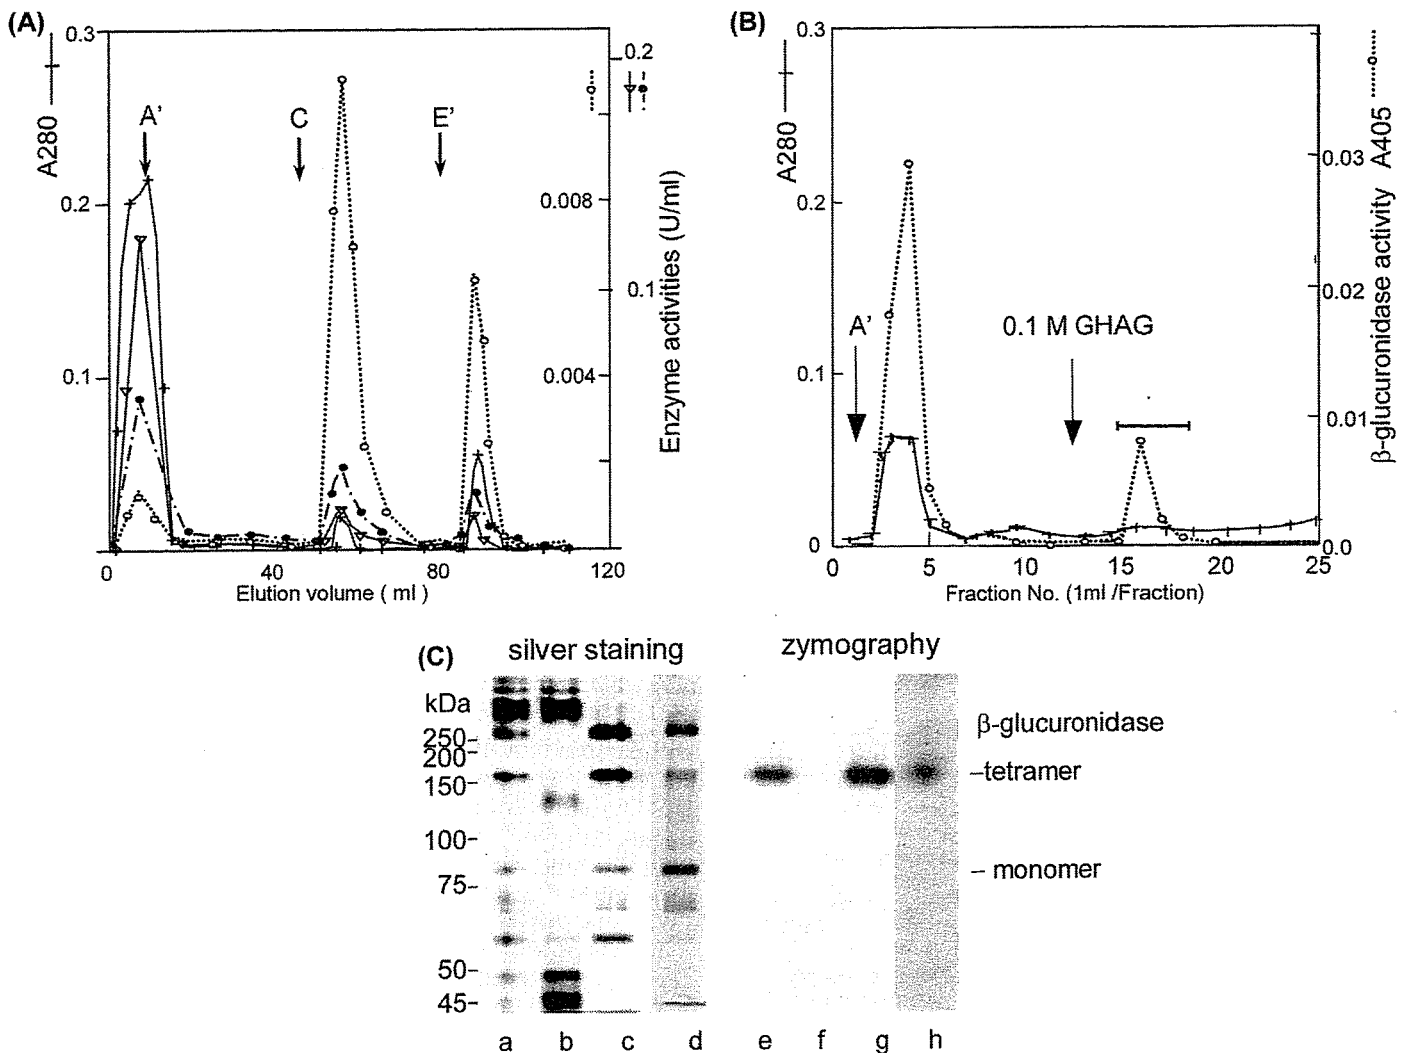 (A)
A280
0.3
0.2
0.1
A'
C
E'
0.2
0.008
0.1
0.004
Enzyme activities (U/ml)
0
40
80
120
Elution volume ( ml )
(B)
A280
0.3
0.2
0.1
0
A'
0.1 M GHAG
0.03
0.02
0.01
0.0
β-glucuronidase activity A405
0
5
10
15
20
25
Fraction No. (1ml /Fraction)
(C)
silver staining
zymography
kDa
250-
200-
150-
100-
75-
50-
45-
β-glucuronidase
-tetramer
- monomer
a b c d e f g h